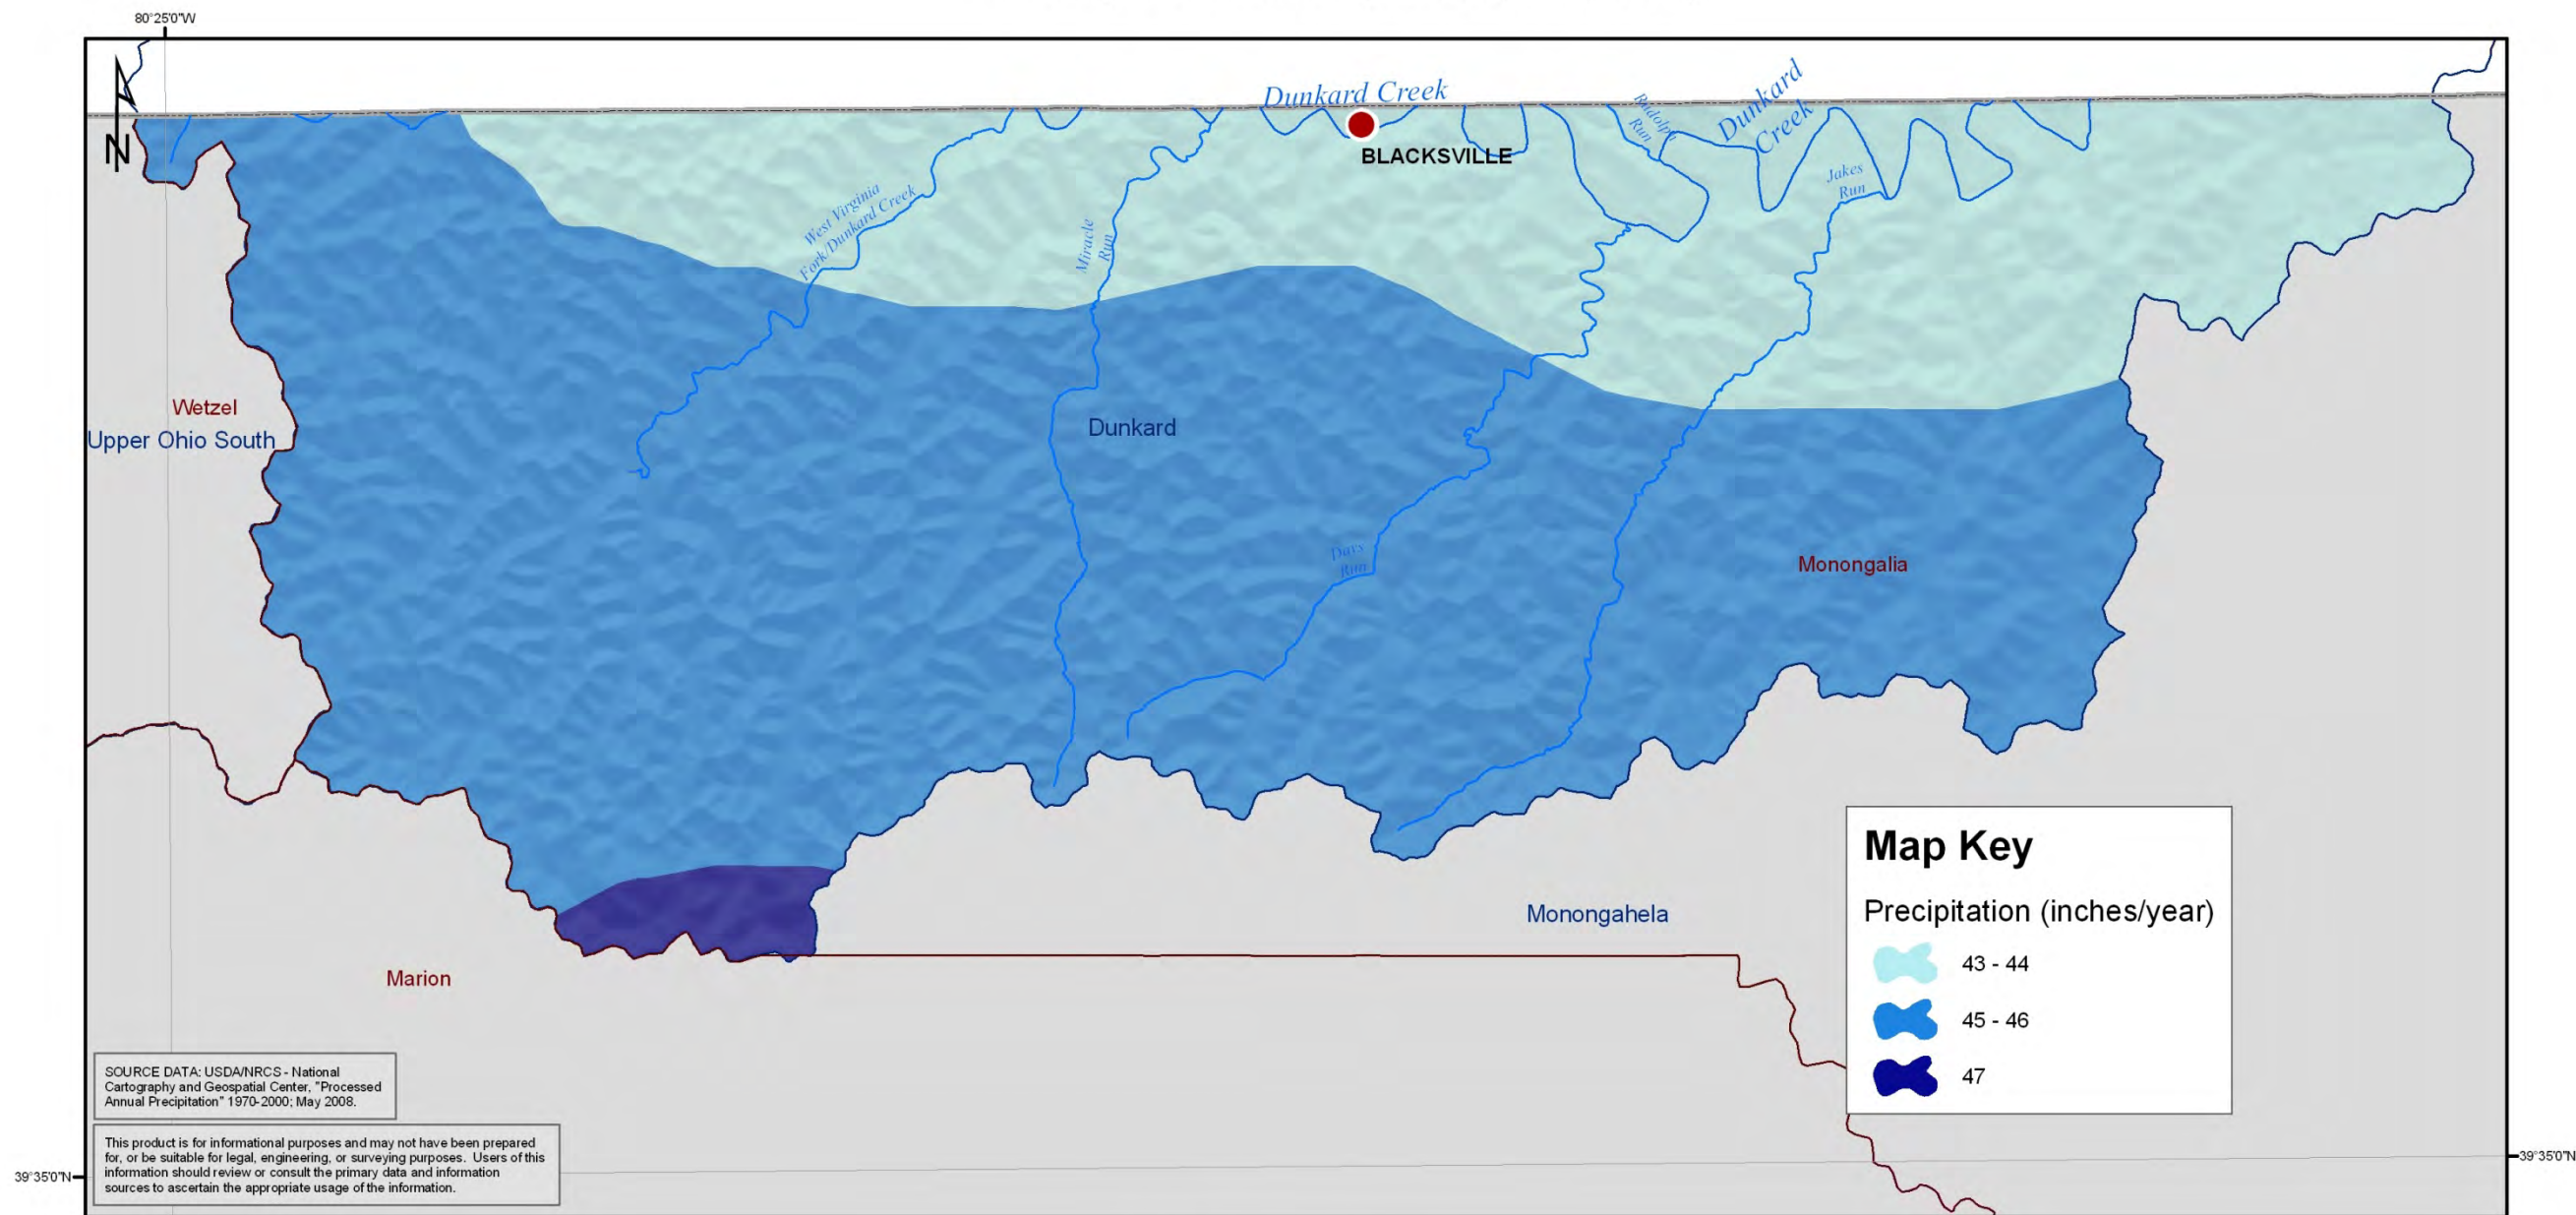 80°25'0"W
N
Dunkard Creek
BLACKSVILLE
Rudolph
Run
Dunkard
Creek
Jakes
Run
West Virginia
Fork/Dunkard Creek
Miracle
Run
Wetzel
Upper Ohio South
Dunkard
Days
Run
Monongalia
Monongahela
Marion
Map Key
Precipitation (inches/year)
43 - 44
45 - 46
47
SOURCE DATA: USDA/NRCS - National
Cartography and Geospatial Center, "Processed
Annual Precipitation" 1970-2000; May 2008.
This product is for informational purposes and may not have been prepared
for, or be suitable for legal, engineering, or surveying purposes. Users of this
information should review or consult the primary data and information
sources to ascertain the appropriate usage of the information.
39°35'0"N
39°35'0"N